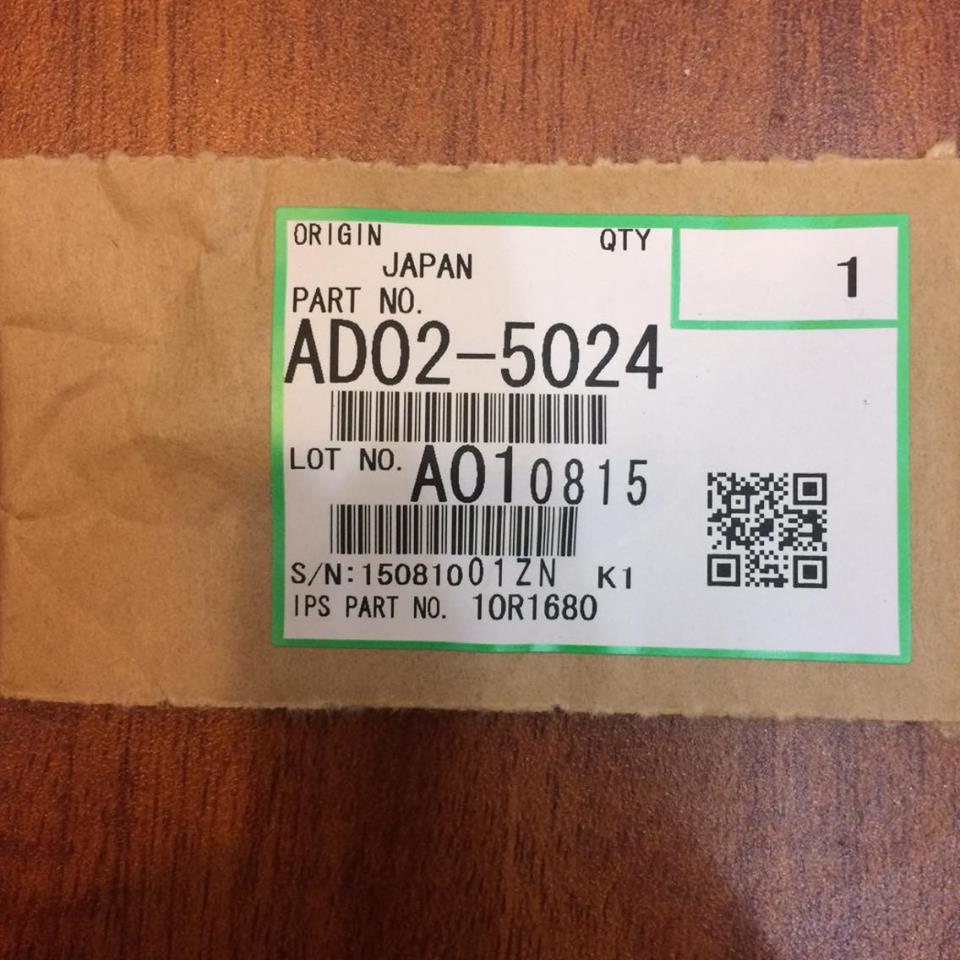 ORIGIN QTY
JAPAN 1
PART NO.
AD02-5024
LOT NO. A010815
S/N:15081001ZN K1
IPS PART NO. 10R1680